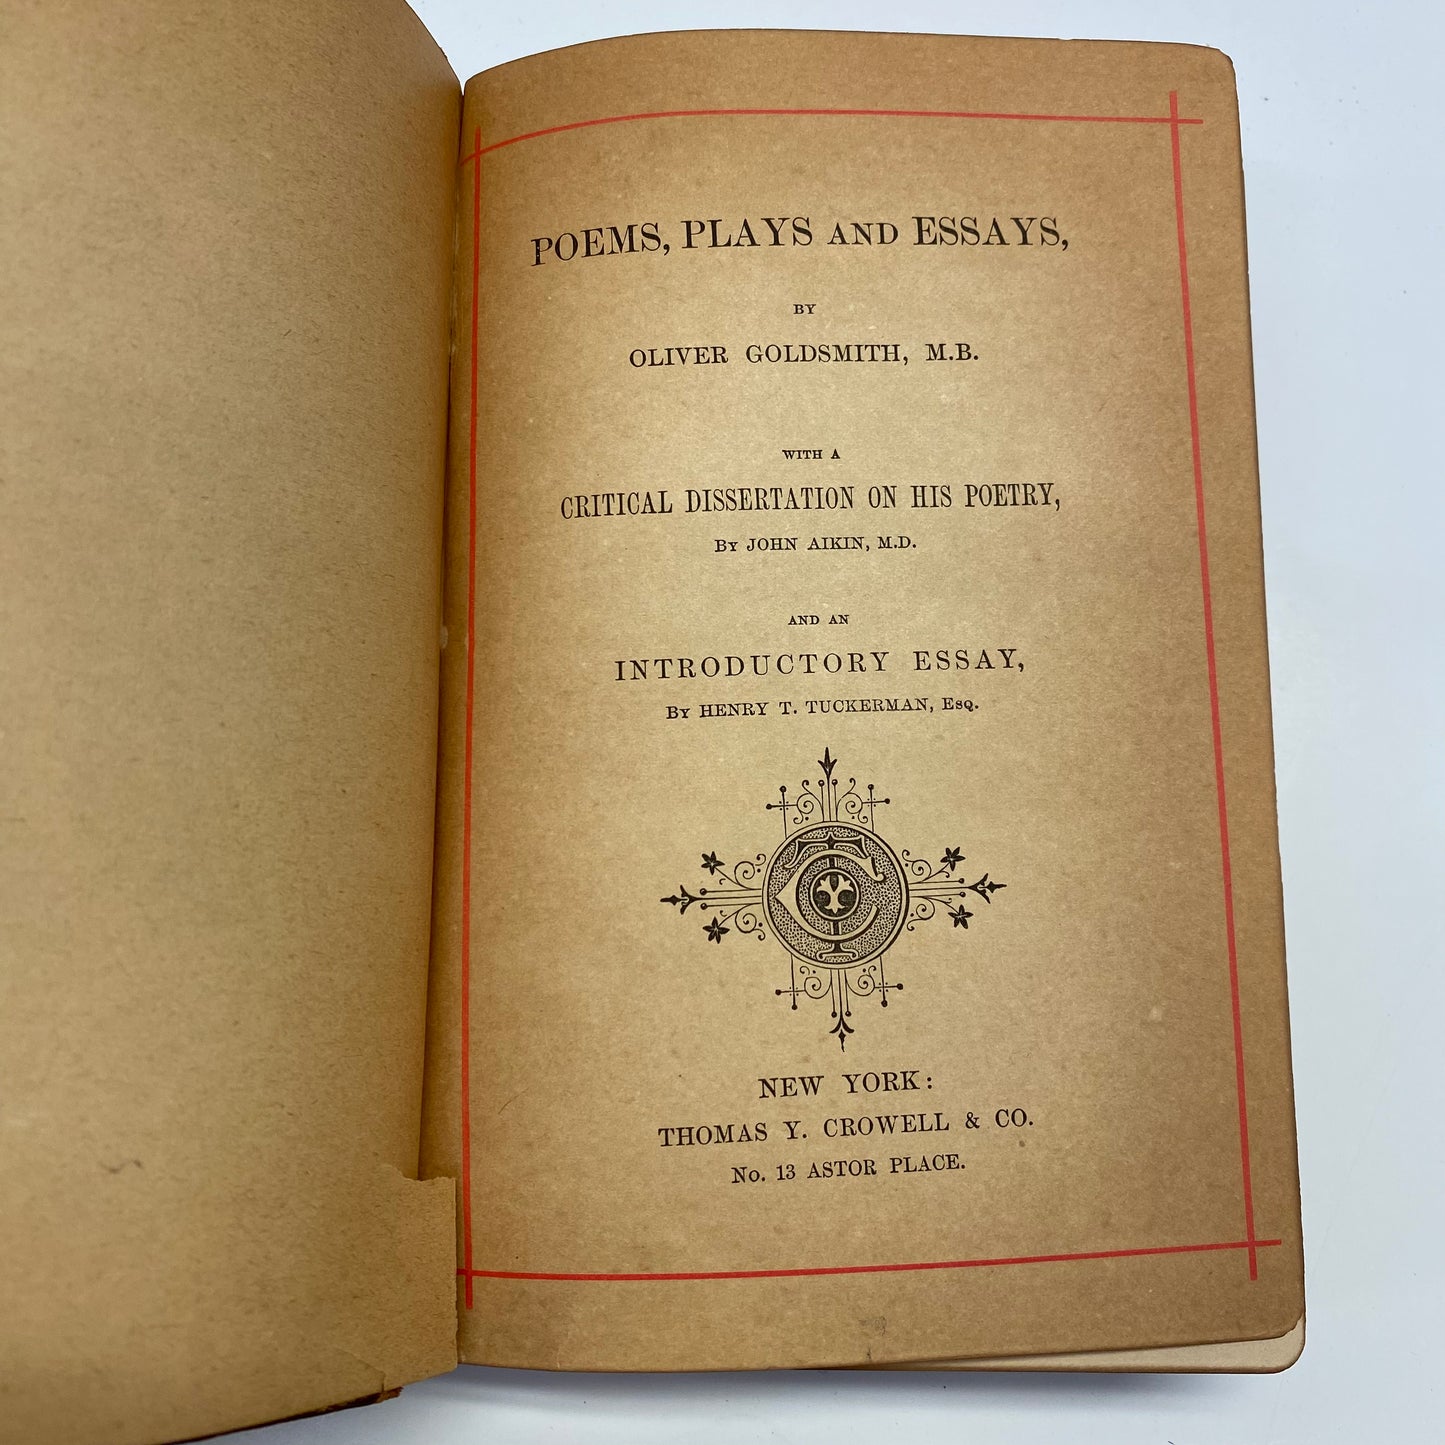 POEMS, PLAYS AND ESSAYS,
BY
OLIVER GOLDSMITH, M.B.
WITH A
CRITICAL DISSERTATION ON HIS POETRY,
By JOHN AIKIN, M.D.
AND AN
INTRODUCTORY ESSAY,
By HENRY T. TUCKERMAN, Esq.
TYC
NEW YORK:
THOMAS Y. CROWELL & CO.
No. 13 ASTOR PLACE.